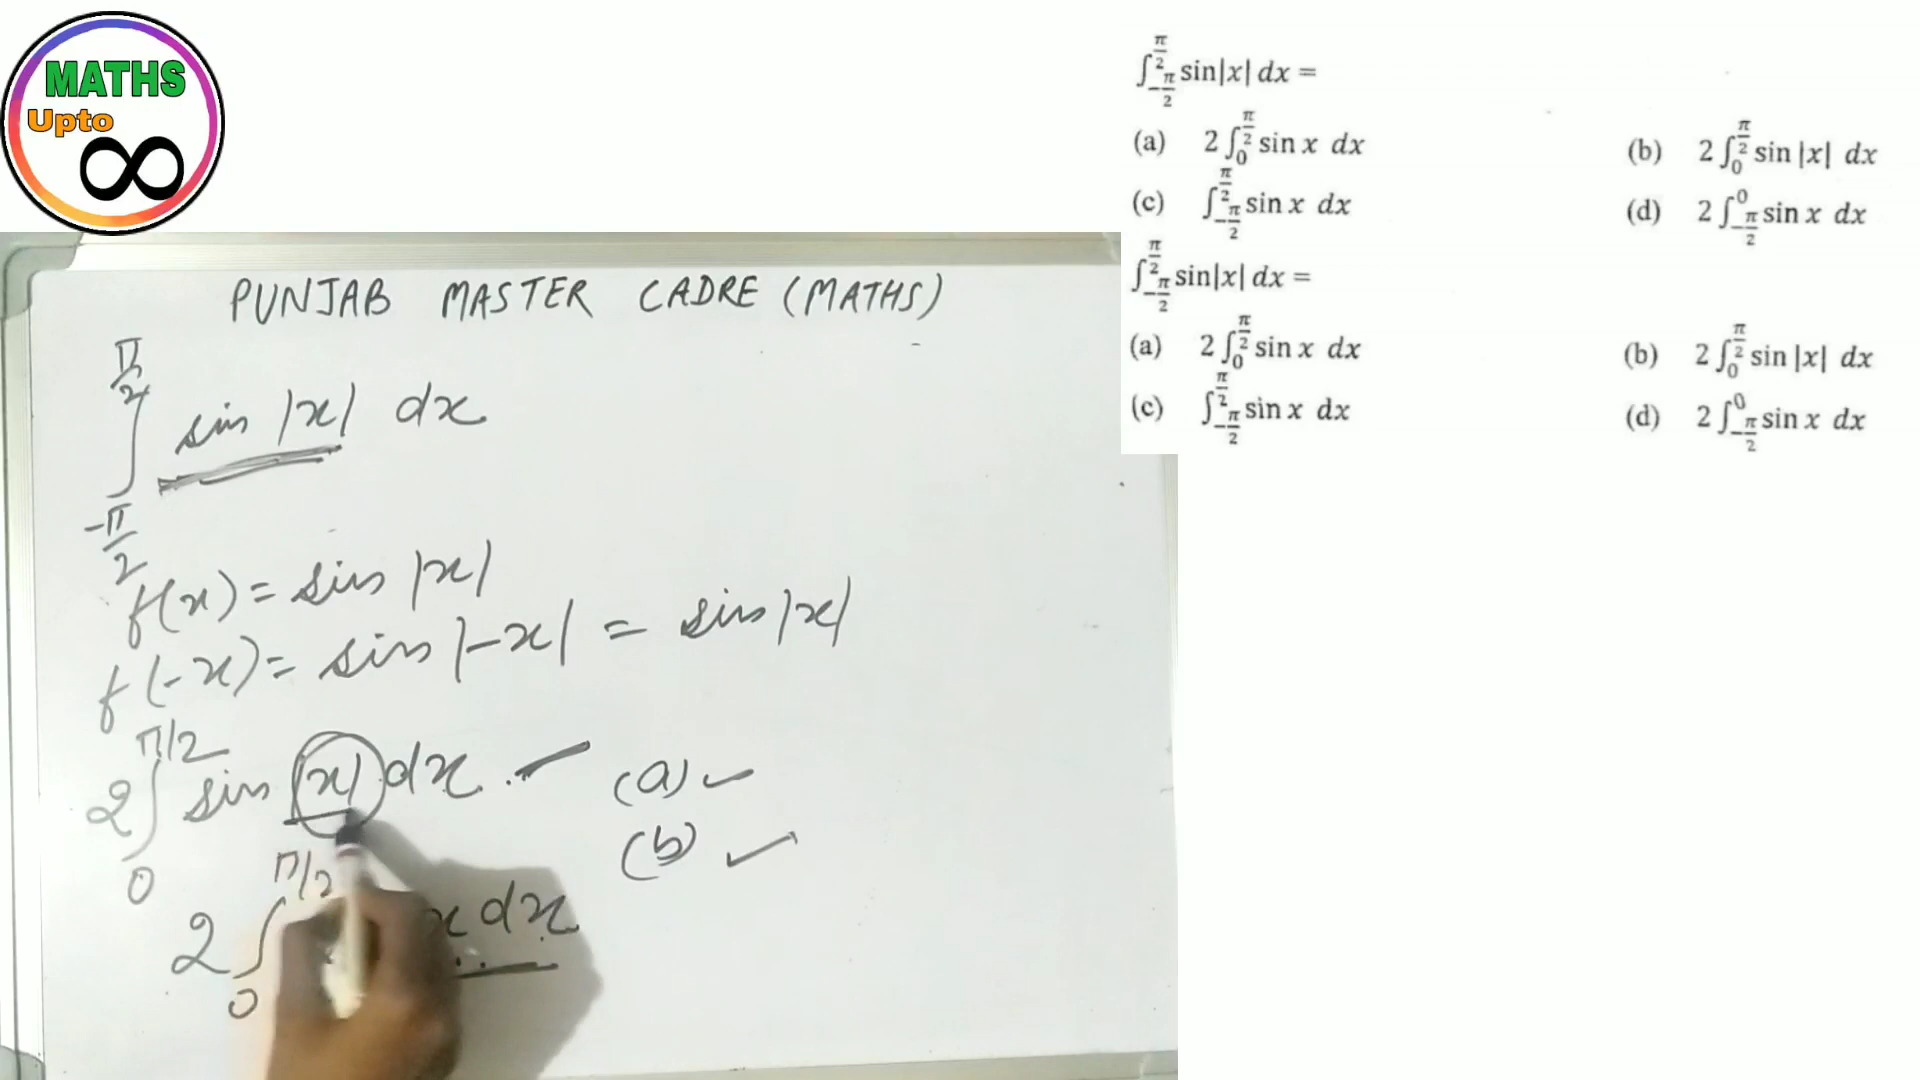 MATHS
Upto
∞
∫_{-π/2}^{π/2} sin|x| dx =
(a) 2 ∫_0^{π/2} sin x dx (b) 2 ∫_0^{π/2} sin |x| dx
(c) ∫_{-π/2}^{π/2} sin x dx (d) 2 ∫_{-π/2}^0 sin x dx
∫_{-π/2}^{π/2} sin|x| dx =
(a) 2 ∫_0^{π/2} sin x dx (b) 2 ∫_0^{π/2} sin |x| dx
(c) ∫_{-π/2}^{π/2} sin x dx (d) 2 ∫_{-π/2}^0 sin x dx
PUNJAB MASTER CADRE (MATHS)
∫_{-π/2}^{π/2} sin |x| dx
f(x) = sin |x|
f(-x) = sin |-x| = sin |x|
2 ∫_0^{π/2} sin |x| dx. ✓ (a) ✓
(b) ✓
2 ∫_0^{π/2} x dx